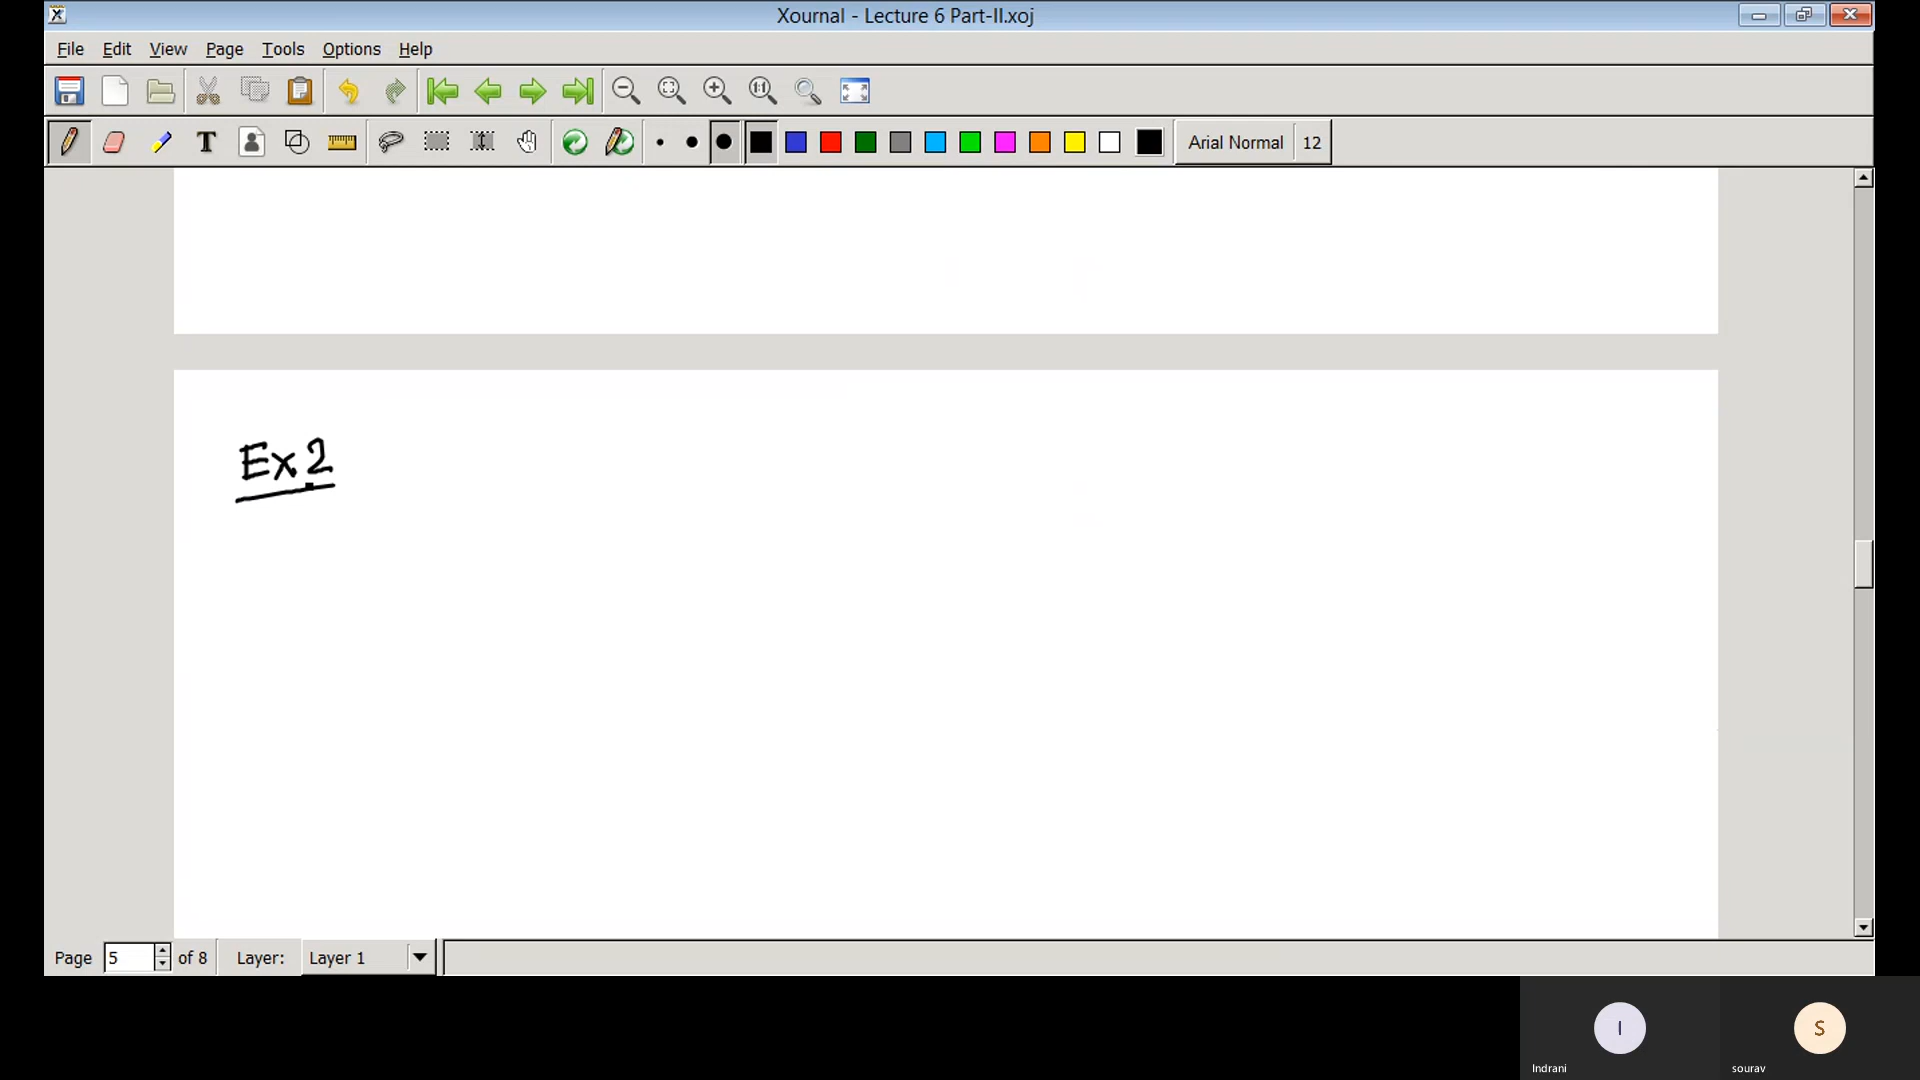 Xournal - Lecture 6 Part-II.xoj
File Edit View Page Tools Options Help
T Arial Normal 12
Ex 2
Page 5 of 8 Layer: Layer 1
I S
Indrani sourav